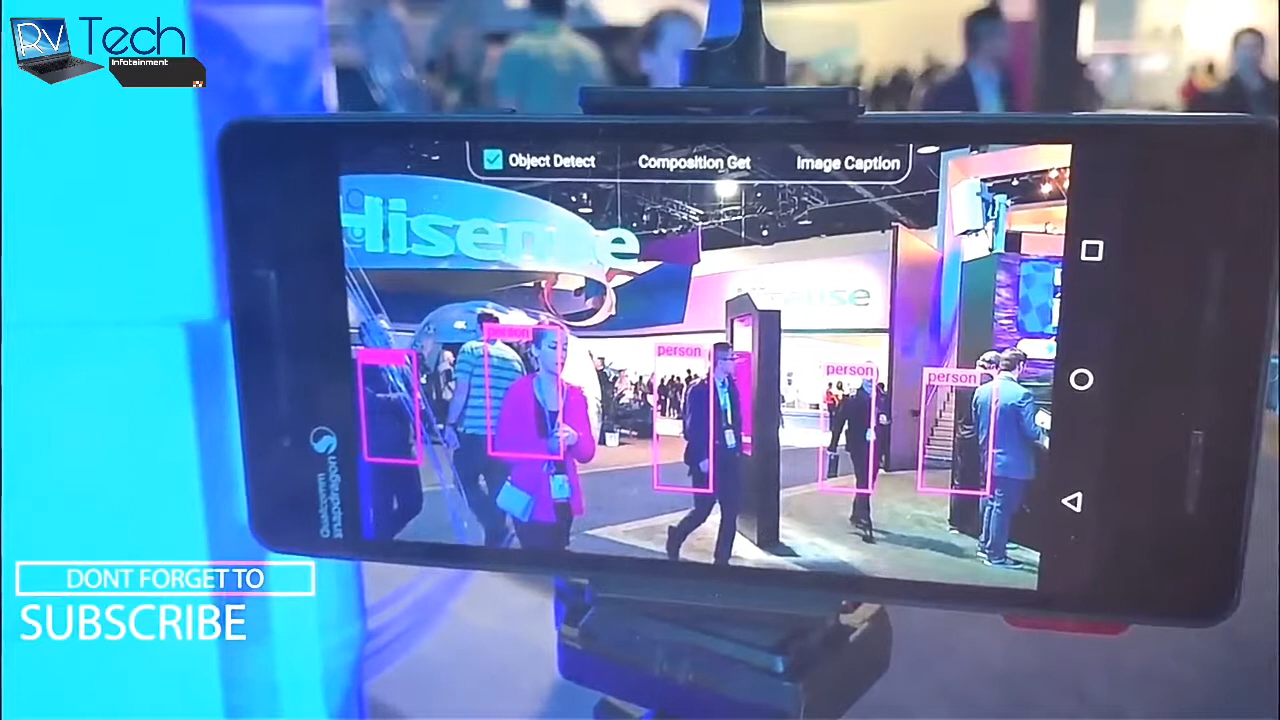 RV Tech
Infotainment
Object Detect
Composition Get
Image Caption
Hisense
Hisense
person
person
person
person
Qualcomm
snapdragon
DONT FORGET TO
SUBSCRIBE